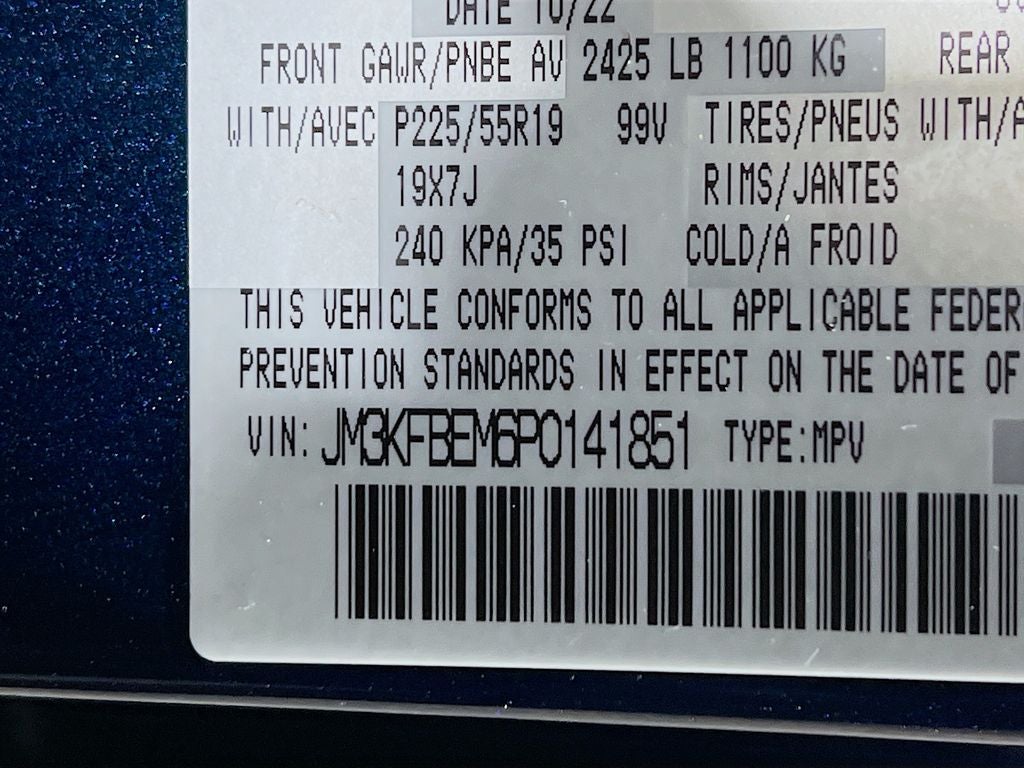 DATE 10/22
FRONT GAWR/PNBE AV 2425 LB 1100 KG REAR
WITH/AVEC P225/55R19 99V TIRES/PNEUS WITH/A
19X7J RIMS/JANTES
240 KPA/35 PSI COLD/A FROID
THIS VEHICLE CONFORMS TO ALL APPLICABLE FEDER
PREVENTION STANDARDS IN EFFECT ON THE DATE OF
VIN: JM3KFBEM6P0141851 TYPE:MPV